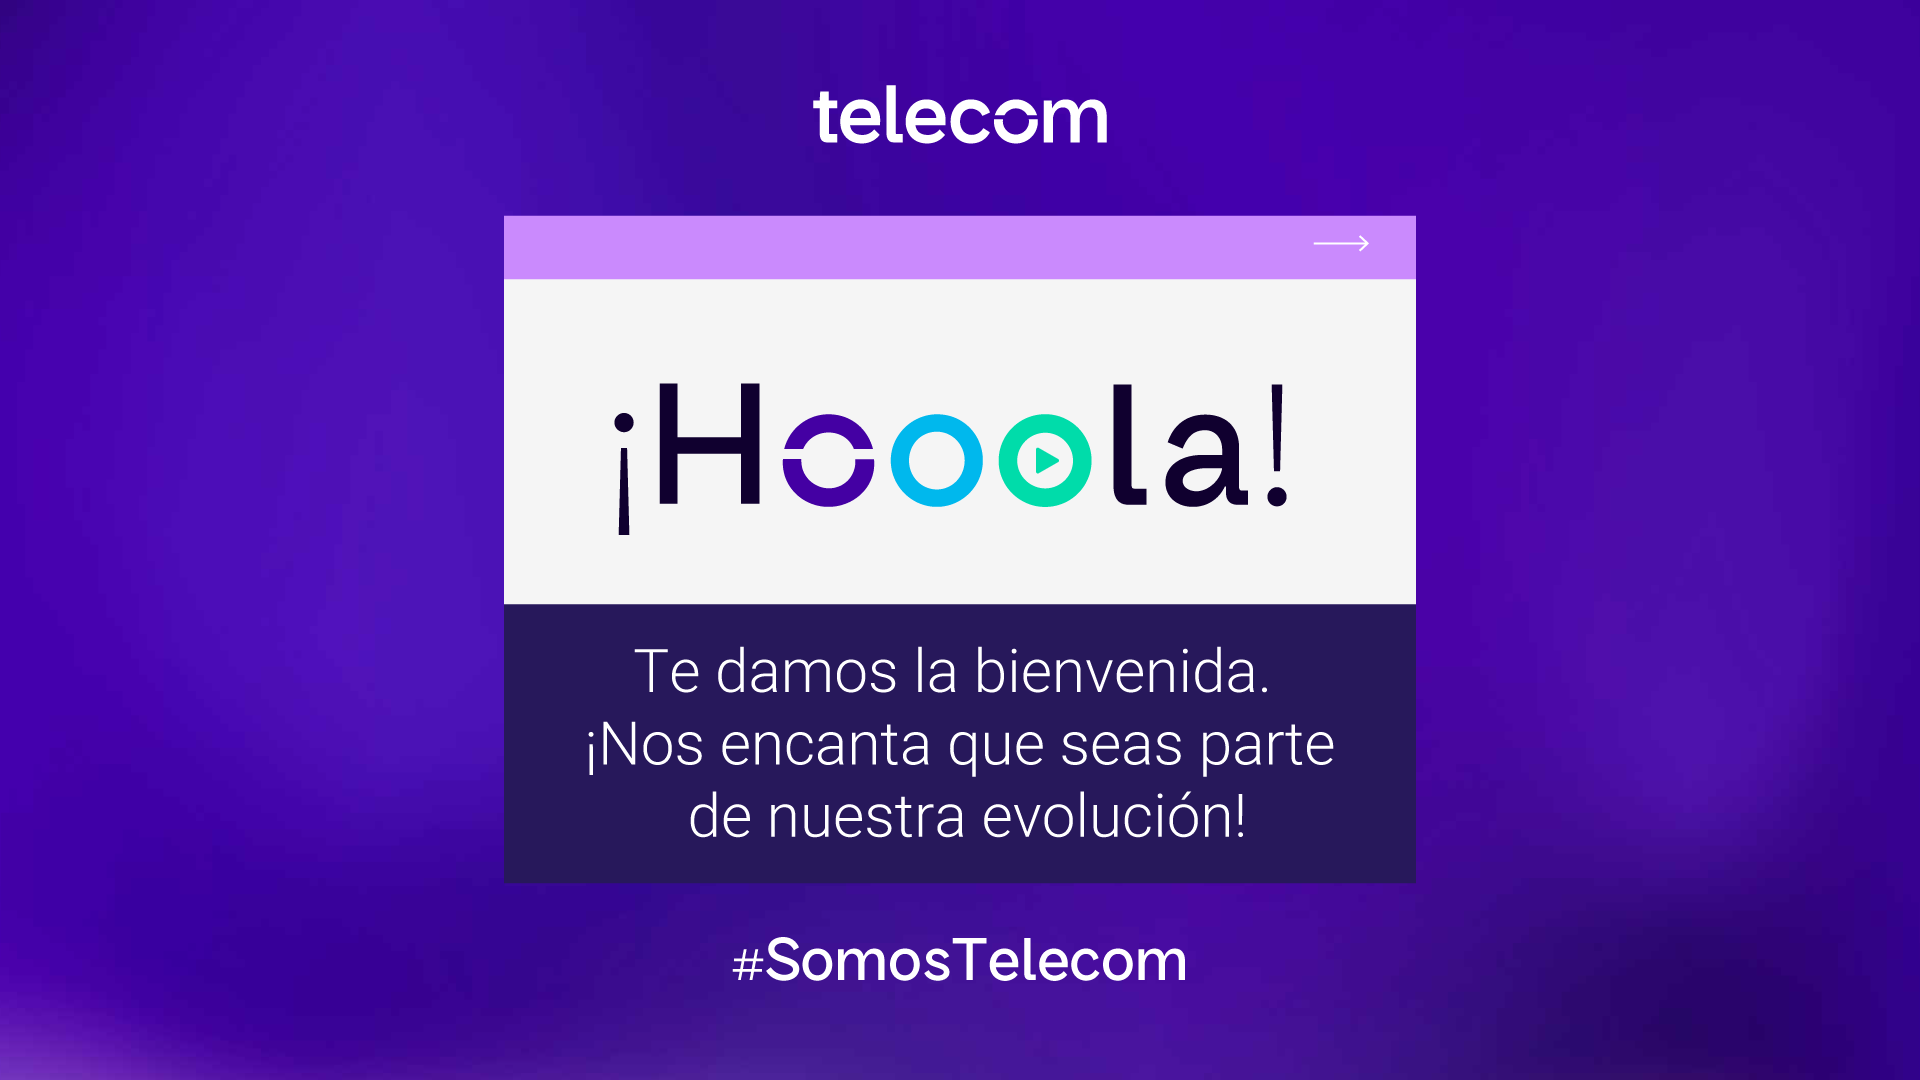 telecom
¡Hooola!
Te damos la bienvenida.
¡Nos encanta que seas parte
de nuestra evolución!
#SomosTelecom